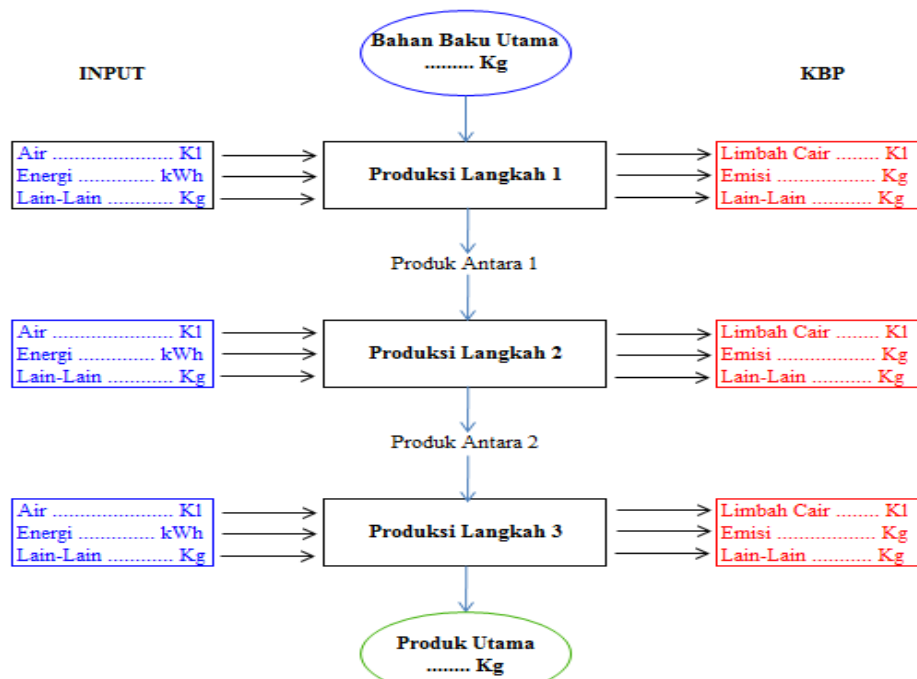 Bahan Baku Utama
......... Kg
INPUT
KBP
Air ....................... Kl
Energi .............. kWh
Lain-Lain ............ Kg
Produksi Langkah 1
Limbah Cair ........ Kl
Emisi ................. Kg
Lain-Lain ........... Kg
Produk Antara 1
Air ....................... Kl
Energi .............. kWh
Lain-Lain ............ Kg
Produksi Langkah 2
Limbah Cair ........ Kl
Emisi ................. Kg
Lain-Lain ........... Kg
Produk Antara 2
Air ....................... Kl
Energi .............. kWh
Lain-Lain ............ Kg
Produksi Langkah 3
Limbah Cair ........ Kl
Emisi ................. Kg
Lain-Lain ........... Kg
Produk Utama
........ Kg